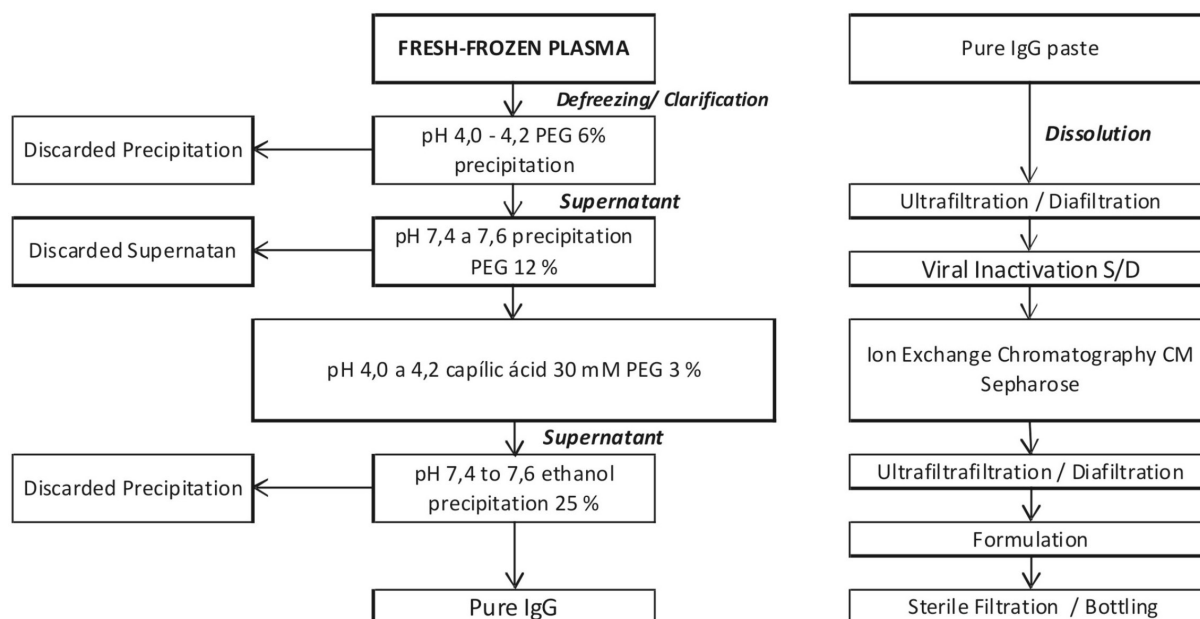 FRESH-FROZEN PLASMA
Defreezing/ Clarification
Discarded Precipitation
pH 4,0 - 4,2 PEG 6%
precipitation
Supernatant
Discarded Supernatan
pH 7,4 a 7,6 precipitation
PEG 12 %
pH 4,0 a 4,2 capílic ácid 30 mM PEG 3 %
Supernatant
Discarded Precipitation
pH 7,4 to 7,6 ethanol
precipitation 25 %
Pure IgG
Pure IgG paste
Dissolution
Ultrafiltration / Diafiltration
Viral Inactivation S/D
Ion Exchange Chromatography CM
Sepharose
Ultrafiltrafiltration / Diafiltration
Formulation
Sterile Filtration / Bottling